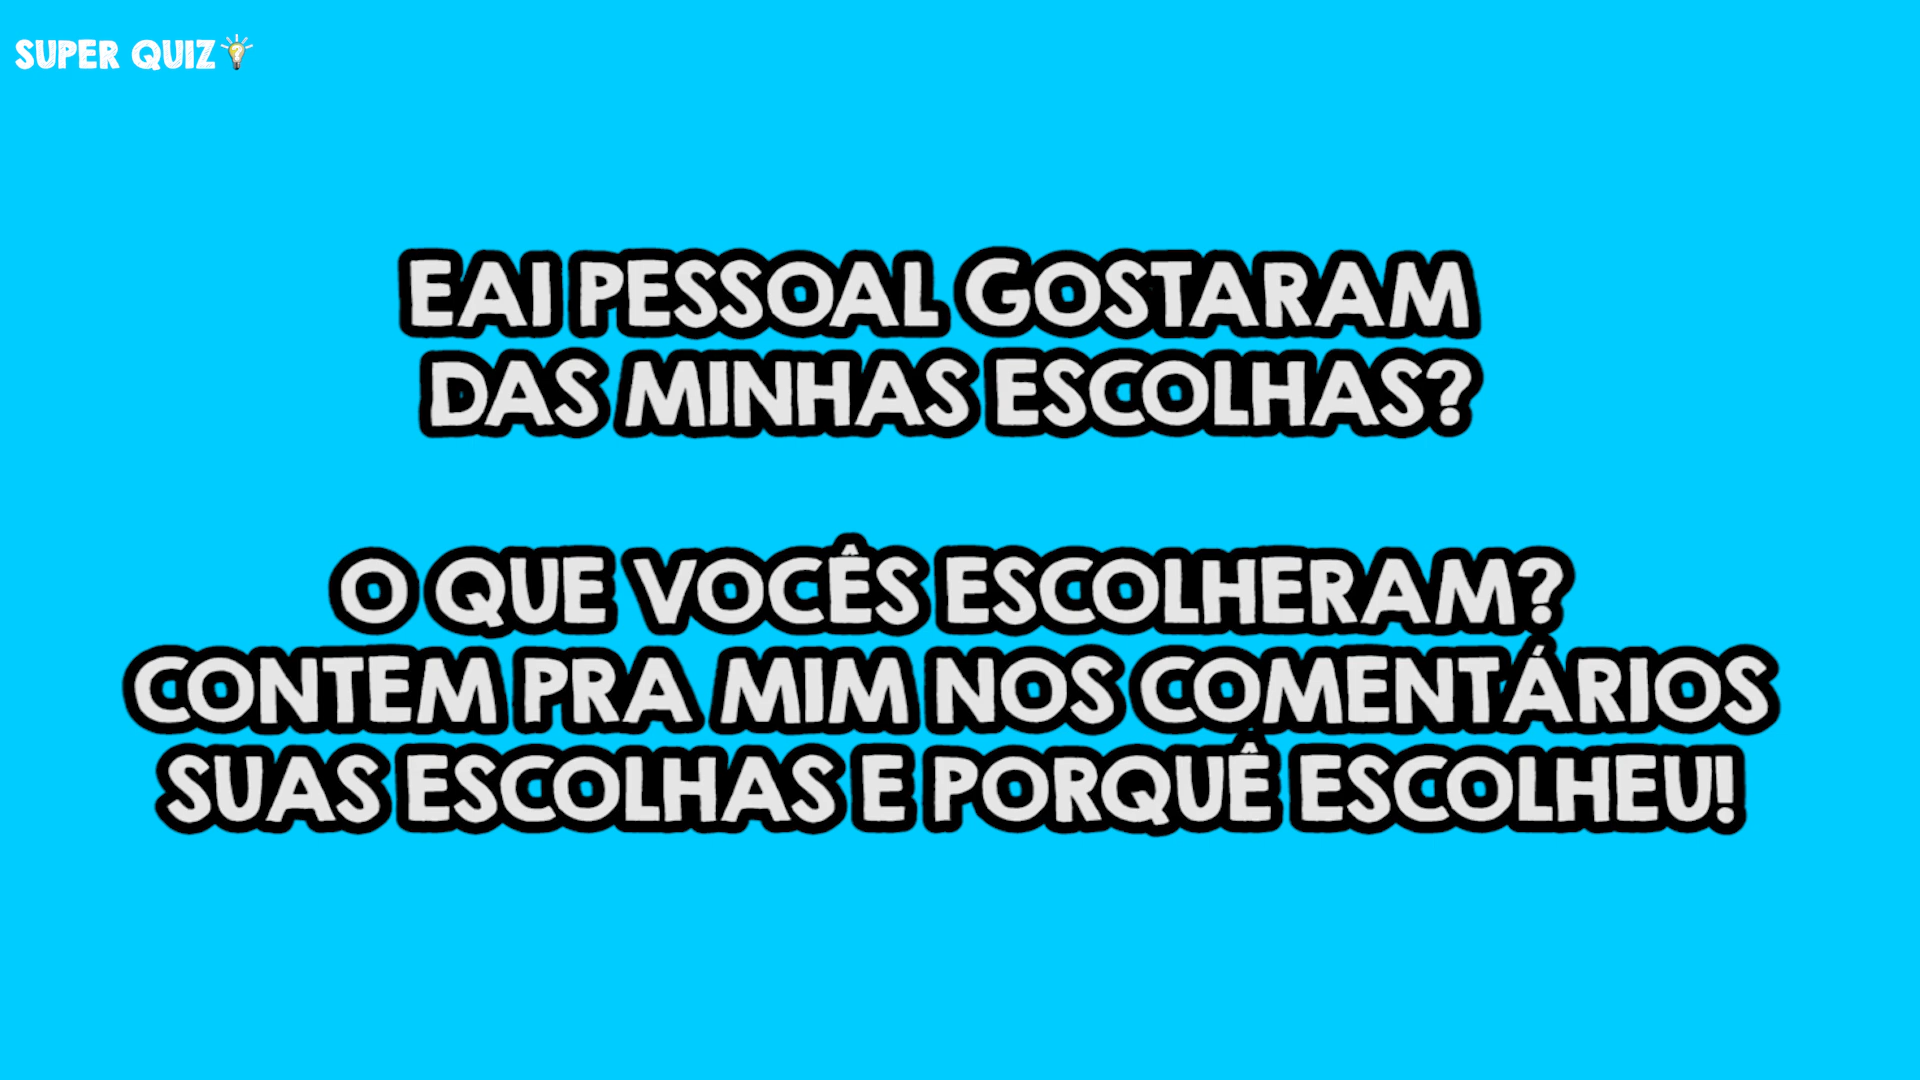 SUPER QUIZ
EAI PESSOAL GOSTARAM
DAS MINHAS ESCOLHAS?
O QUE VOCÊS ESCOLHERAM?
CONTEM PRA MIM NOS COMENTÁRIOS
SUAS ESCOLHAS E PORQUÊ ESCOLHEU!